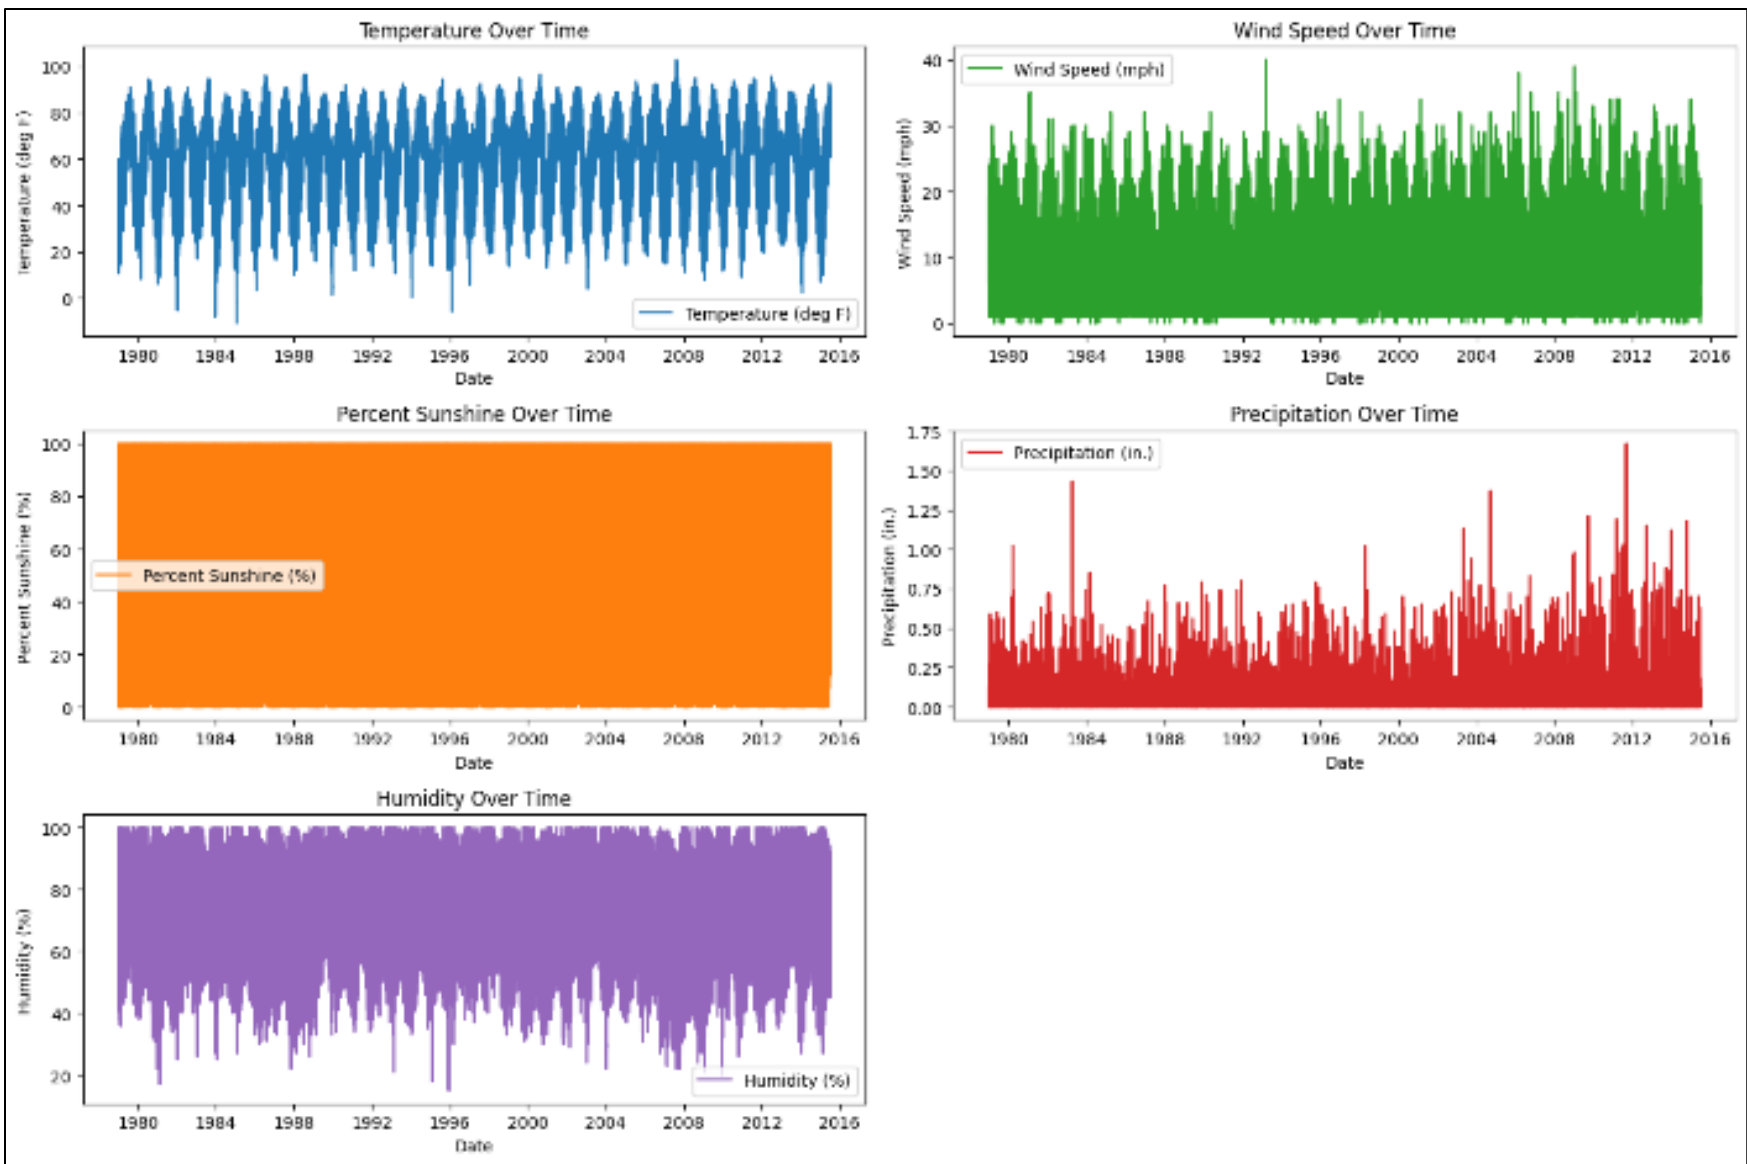 Temperature Over Time
Temperature (deg F)
100
80
60
40
20
0
Temperature (deg F)
1980 1984 1988 1992 1996 2000 2004 2008 2012 2016
Date
Wind Speed Over Time
Wind Speed (mph)
40
30
20
10
0
Wind Speed (mph)
1980 1984 1988 1992 1996 2000 2004 2008 2012 2016
Date
Percent Sunshine Over Time
Percent Sunshine (%)
100
80
60
40
20
0
Percent Sunshine (%)
1980 1984 1988 1992 1996 2000 2004 2008 2012 2016
Date
Precipitation Over Time
Precipitation (in.)
1.75
1.50
1.25
1.00
0.75
0.50
0.25
0.00
Precipitation (in.)
1980 1984 1988 1992 1996 2000 2004 2008 2012 2016
Date
Humidity Over Time
Humidity (%)
100
80
60
40
20
Humidity (%)
1980 1984 1988 1992 1996 2000 2004 2008 2012 2016
Date